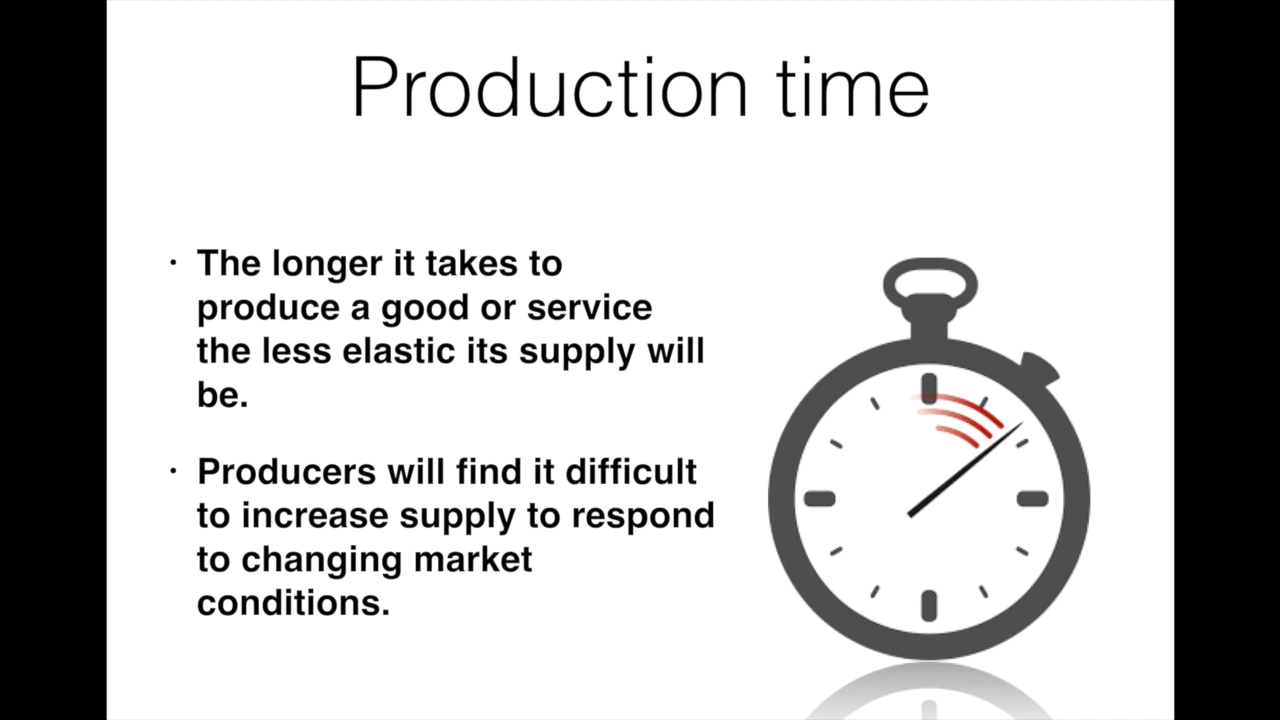 Production time
· The longer it takes to
produce a good or service
the less elastic its supply will
be.
· Producers will find it difficult
to increase supply to respond
to changing market
conditions.